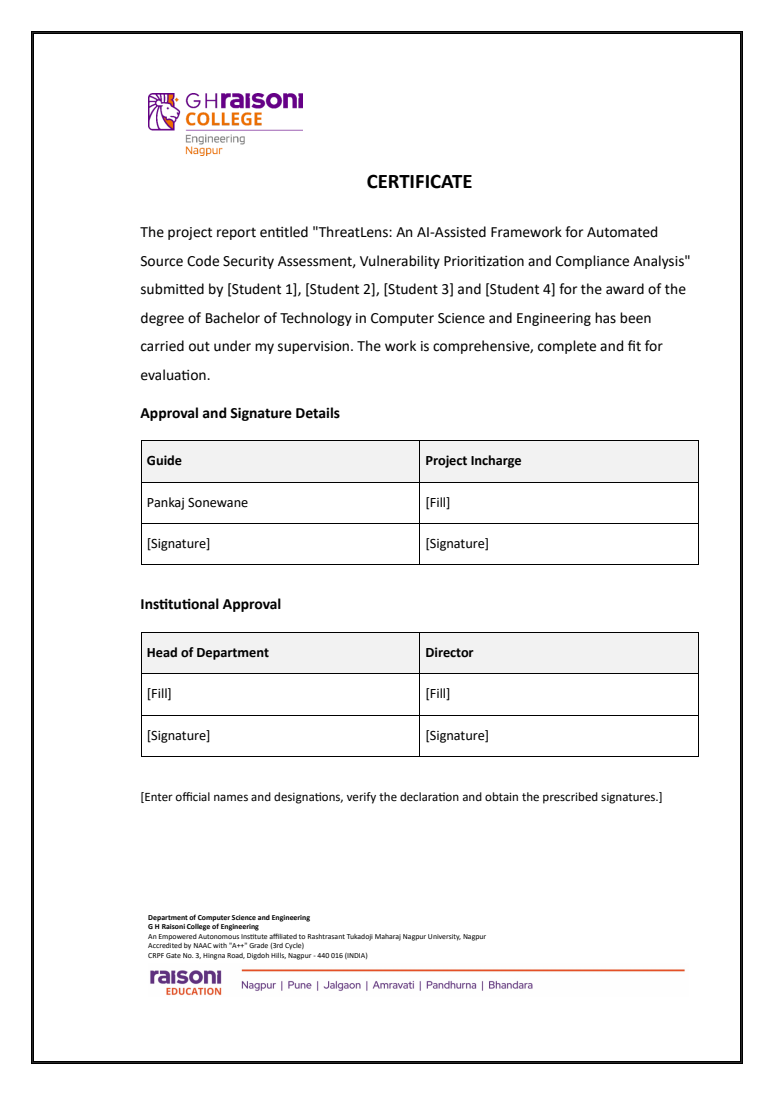 GHraisoni
COLLEGE
Engineering
Nagpur
CERTIFICATE
The project report entitled "ThreatLens: An AI-Assisted Framework for Automated
Source Code Security Assessment, Vulnerability Prioritization and Compliance Analysis"
submitted by [Student 1], [Student 2], [Student 3] and [Student 4] for the award of the
degree of Bachelor of Technology in Computer Science and Engineering has been
carried out under my supervision. The work is comprehensive, complete and fit for
evaluation.
Approval and Signature Details
Guide Project Incharge
Pankaj Sonewane [Fill]
[Signature] [Signature]
Institutional Approval
Head of Department Director
[Fill] [Fill]
[Signature] [Signature]
[Enter official names and designations, verify the declaration and obtain the prescribed signatures.]
Department of Computer Science and Engineering
G H Raisoni College of Engineering
An Empowered Autonomous Institute affiliated to Rashtrasant Tukadoji Maharaj Nagpur University, Nagpur
Accredited by NAAC with "A++" Grade (3rd Cycle)
CRPF Gate No. 3, Hingna Road, Digdoh Hills, Nagpur - 440 016 (INDIA)
raisoni
EDUCATION
Nagpur | Pune | Jalgaon | Amravati | Pandhurna | Bhandara